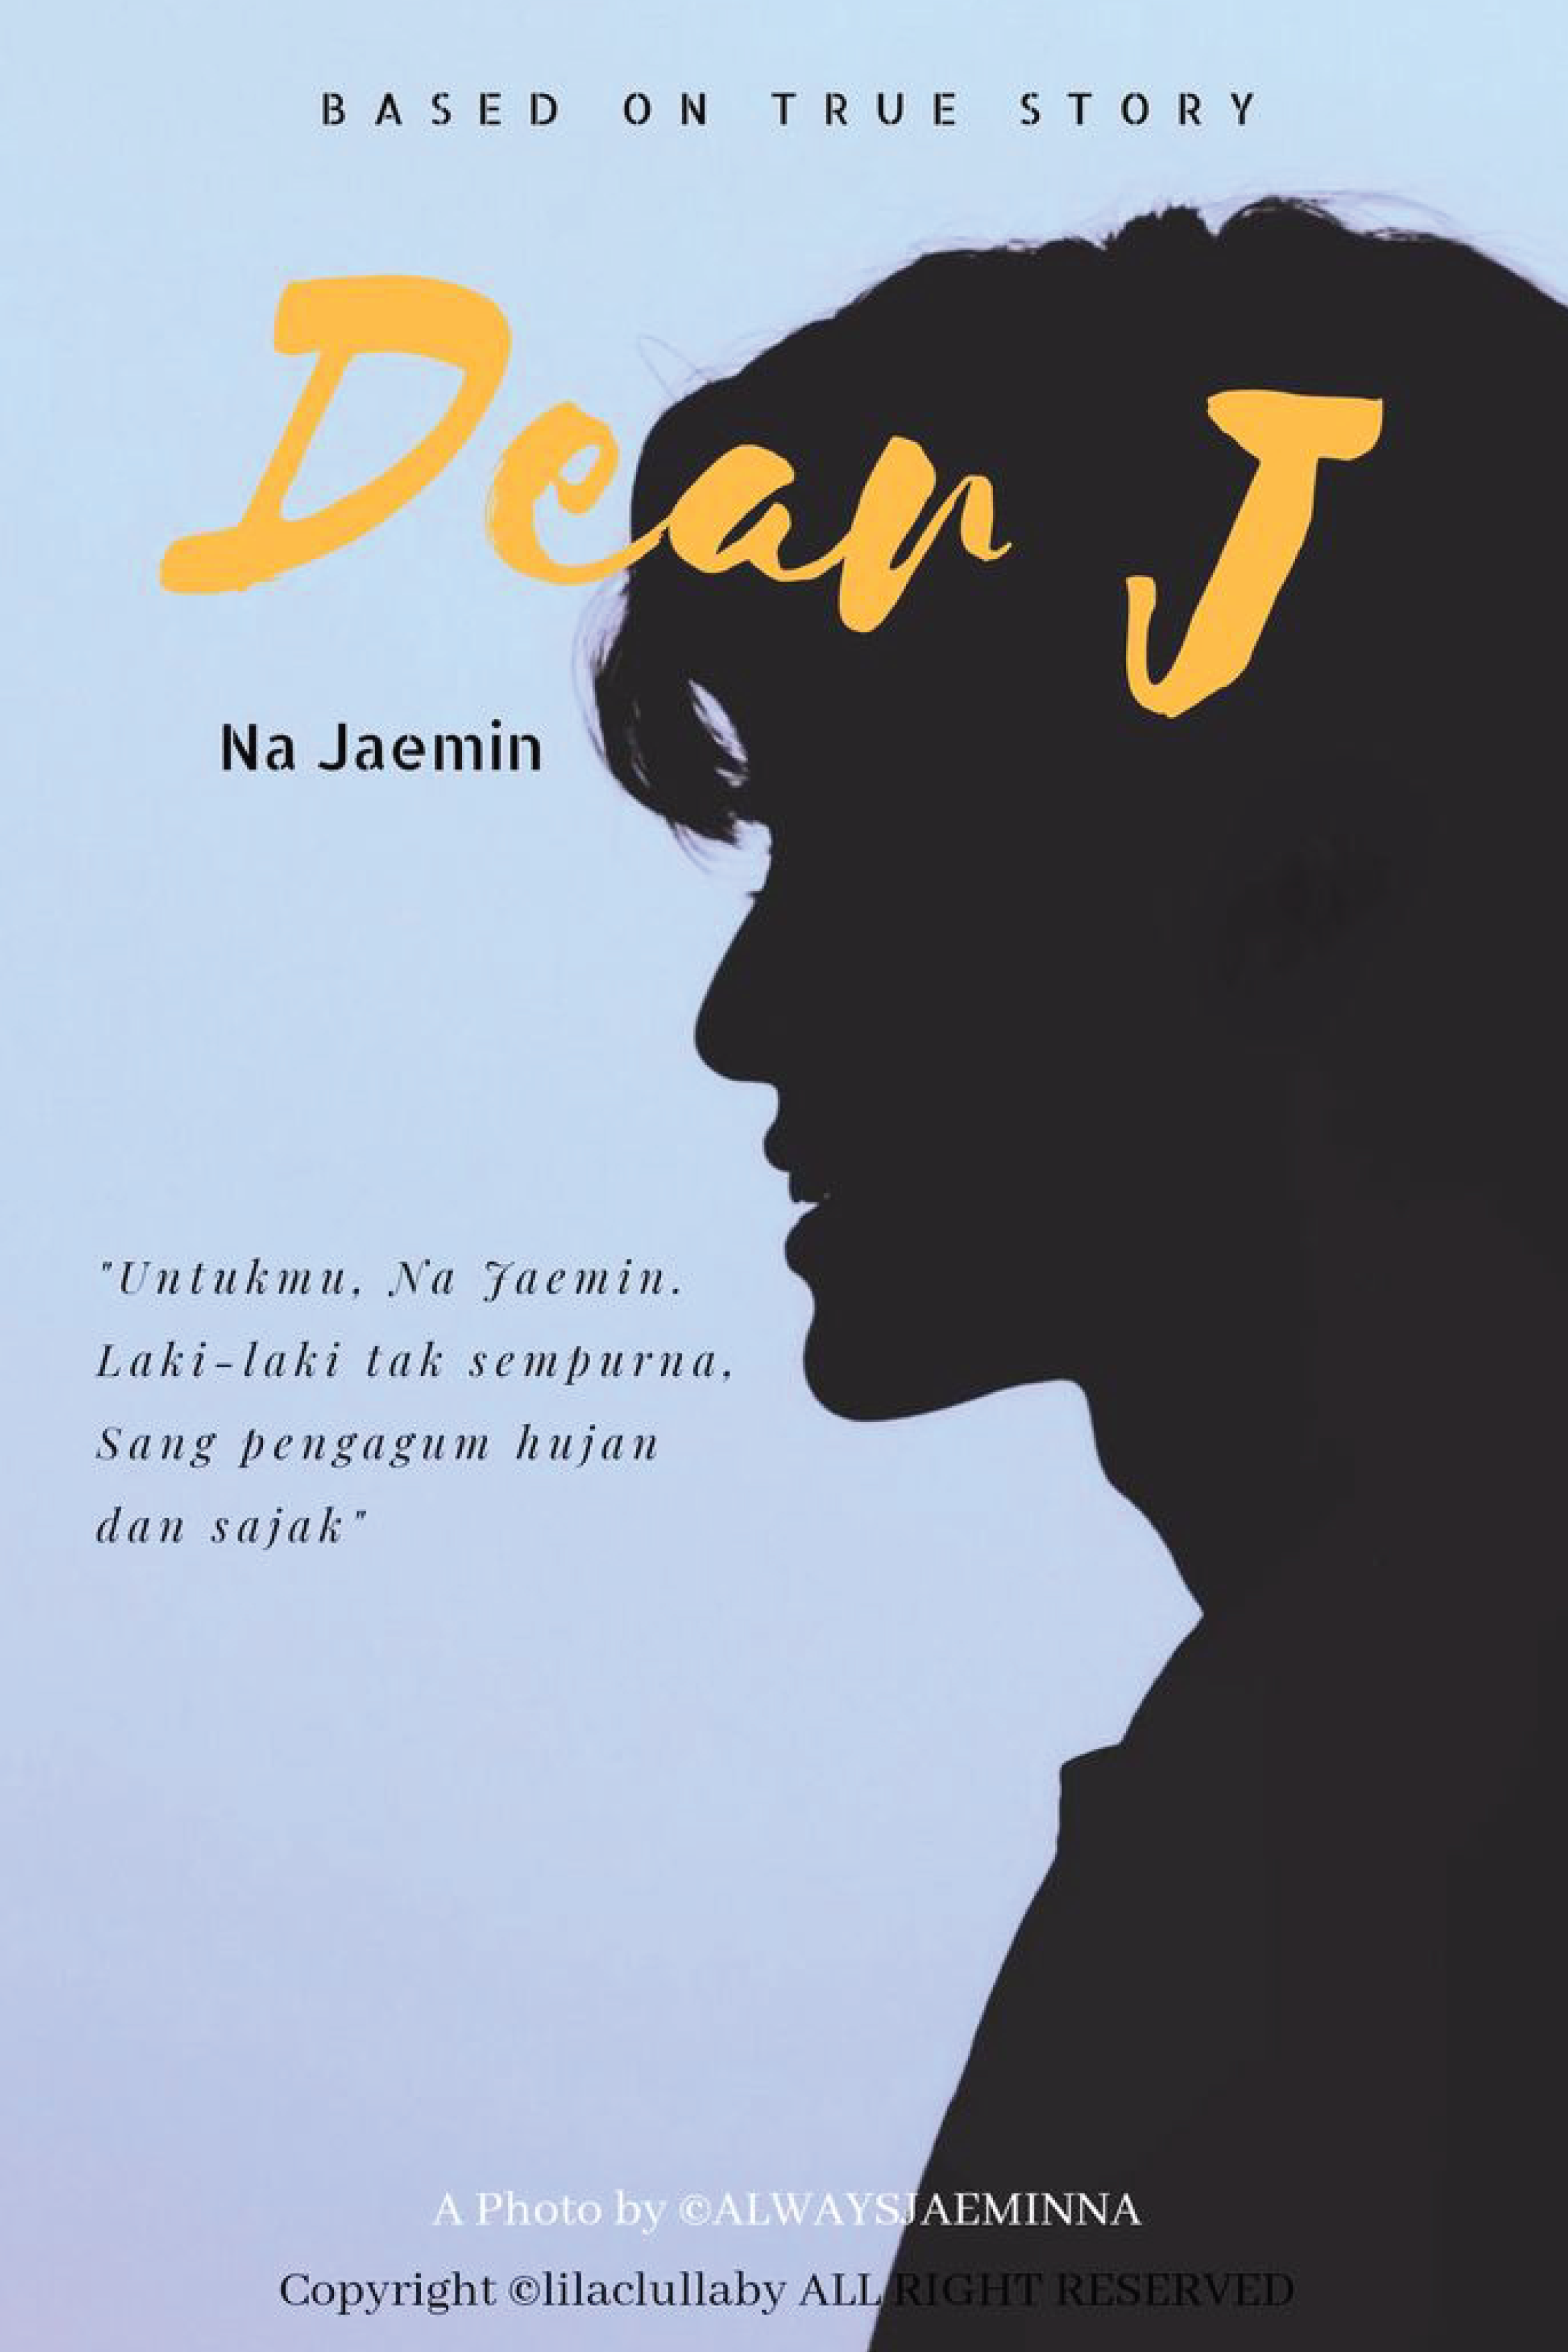 BASED ON TRUE STORY
Dear J
Na Jaemin
"Untukmu, Na Jaemin.
Laki-laki tak sempurna,
Sang pengagum hujan
dan sajak"
A Photo by ©ALWAYSJAEMINNA
Copyright ©lilaclullaby ALL RIGHT RESERVED